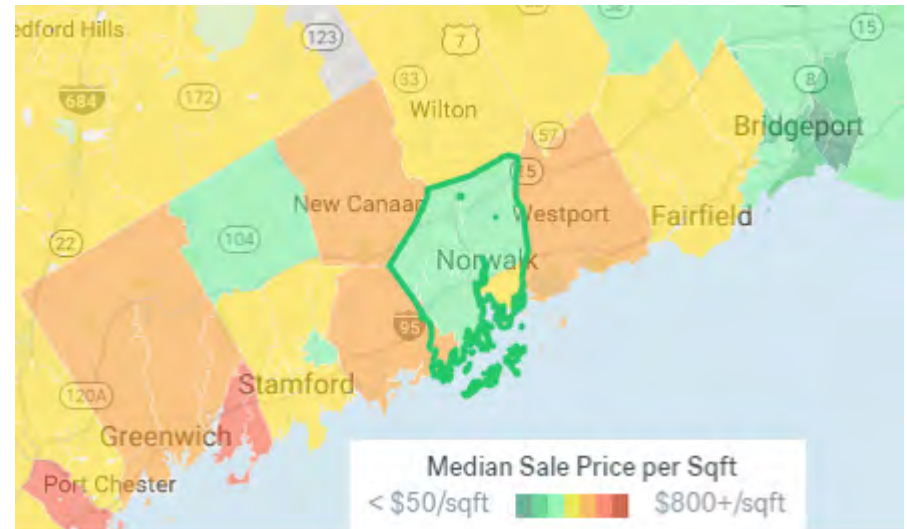 edford Hills
123
7
15
8
684
172
33
Wilton
Bridgeport
57
15
New Canaan
Westport
Fairfield
104
22
Norwalk
95
Stamford
120A
Greenwich
Port Chester
Median Sale Price per Sqft
< $50/sqft
$800+/sqft